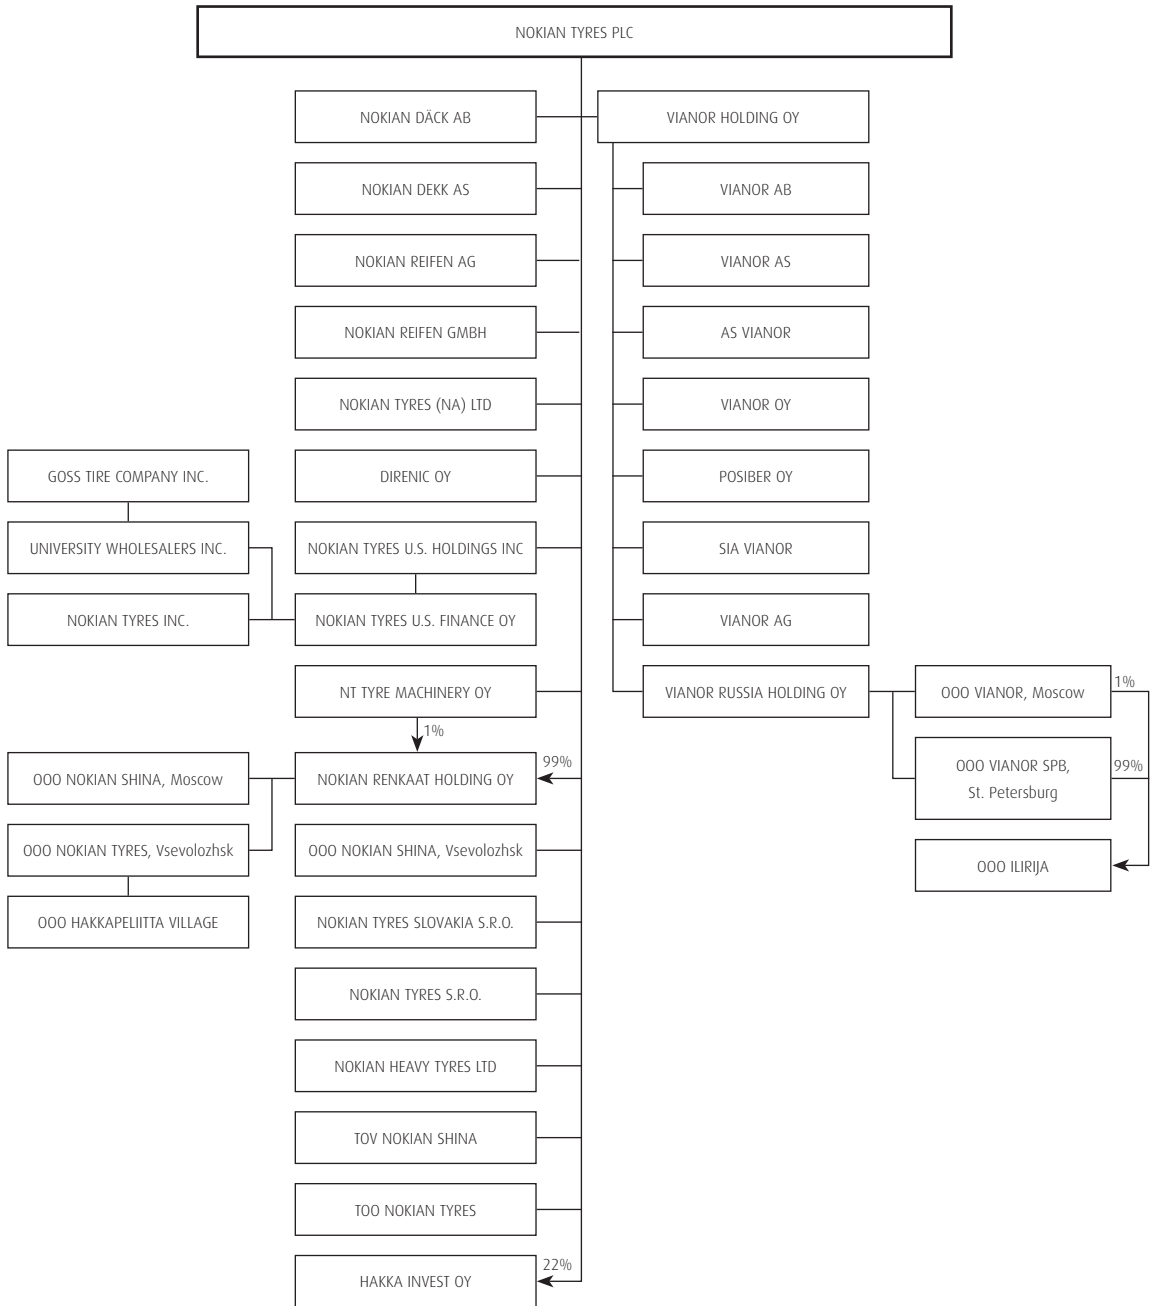 NOKIAN TYRES PLC
NOKIAN DÄCK AB
VIANOR HOLDING OY
NOKIAN DEKK AS
VIANOR AB
NOKIAN REIFEN AG
VIANOR AS
NOKIAN REIFEN GMBH
AS VIANOR
NOKIAN TYRES (NA) LTD
VIANOR OY
GOSS TIRE COMPANY INC.
DIRENIC OY
POSIBER OY
UNIVERSITY WHOLESALERS INC.
NOKIAN TYRES U.S. HOLDINGS INC
SIA VIANOR
NOKIAN TYRES INC.
NOKIAN TYRES U.S. FINANCE OY
VIANOR AG
NT TYRE MACHINERY OY
VIANOR RUSSIA HOLDING OY
OOO VIANOR, Moscow
1%
1%
OOO NOKIAN SHINA, Moscow
NOKIAN RENKAAT HOLDING OY
99%
OOO VIANOR SPB,
St. Petersburg
99%
OOO NOKIAN TYRES, Vsevolozhsk
OOO NOKIAN SHINA, Vsevolozhsk
OOO ILIRIJA
OOO HAKKAPELIITTA VILLAGE
NOKIAN TYRES SLOVAKIA S.R.O.
NOKIAN TYRES S.R.O.
NOKIAN HEAVY TYRES LTD
TOV NOKIAN SHINA
TOO NOKIAN TYRES
HAKKA INVEST OY
22%